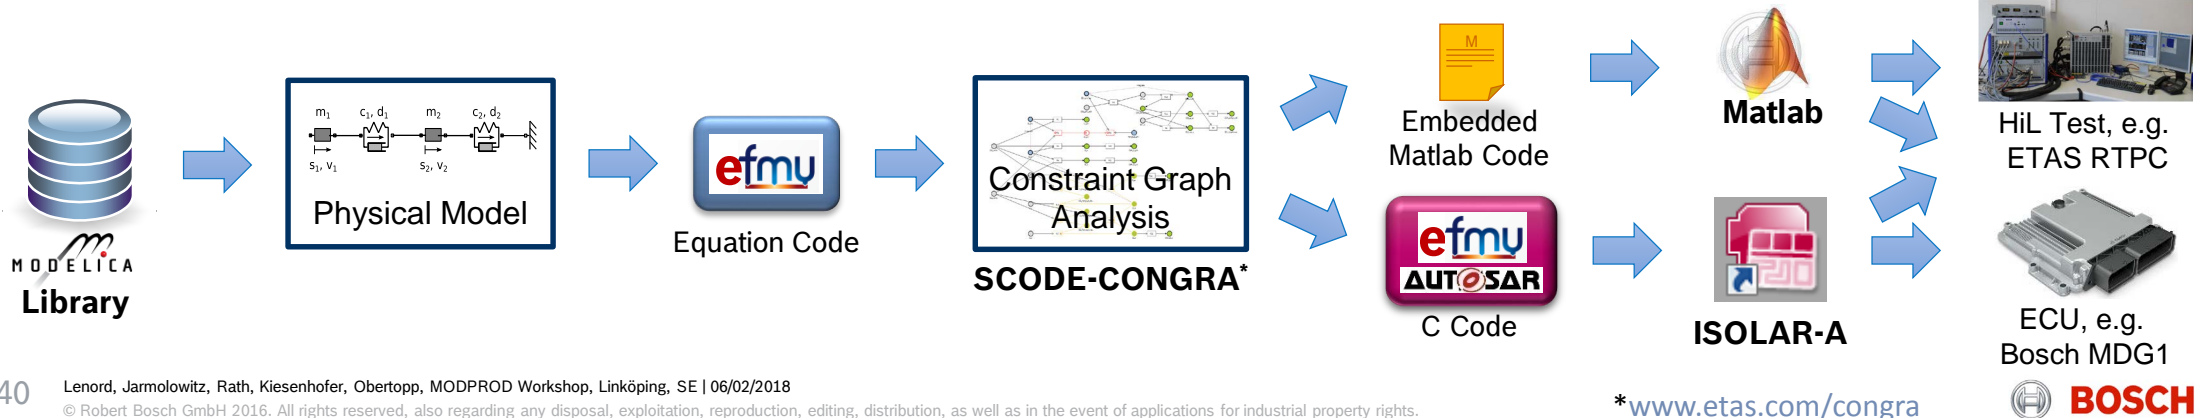 MODELICA
Library
m1 c1, d1 m2 c2, d2
s1, v1 s2, v2
Physical Model
efmu
Equation Code
Constraint Graph
Analysis
SCODE-CONGRA*
M
Embedded
Matlab Code
efmu
AUTOSAR
C Code
Matlab
ISOLAR-A
HiL Test, e.g.
ETAS RTPC
ECU, e.g.
Bosch MDG1
40
Lenord, Jarmolowitz, Rath, Kiesenhofer, Obertopp, MODPROD Workshop, Linköping, SE | 06/02/2018
© Robert Bosch GmbH 2016. All rights reserved, also regarding any disposal, exploitation, reproduction, editing, distribution, as well as in the event of applications for industrial property rights.
*www.etas.com/congra
BOSCH